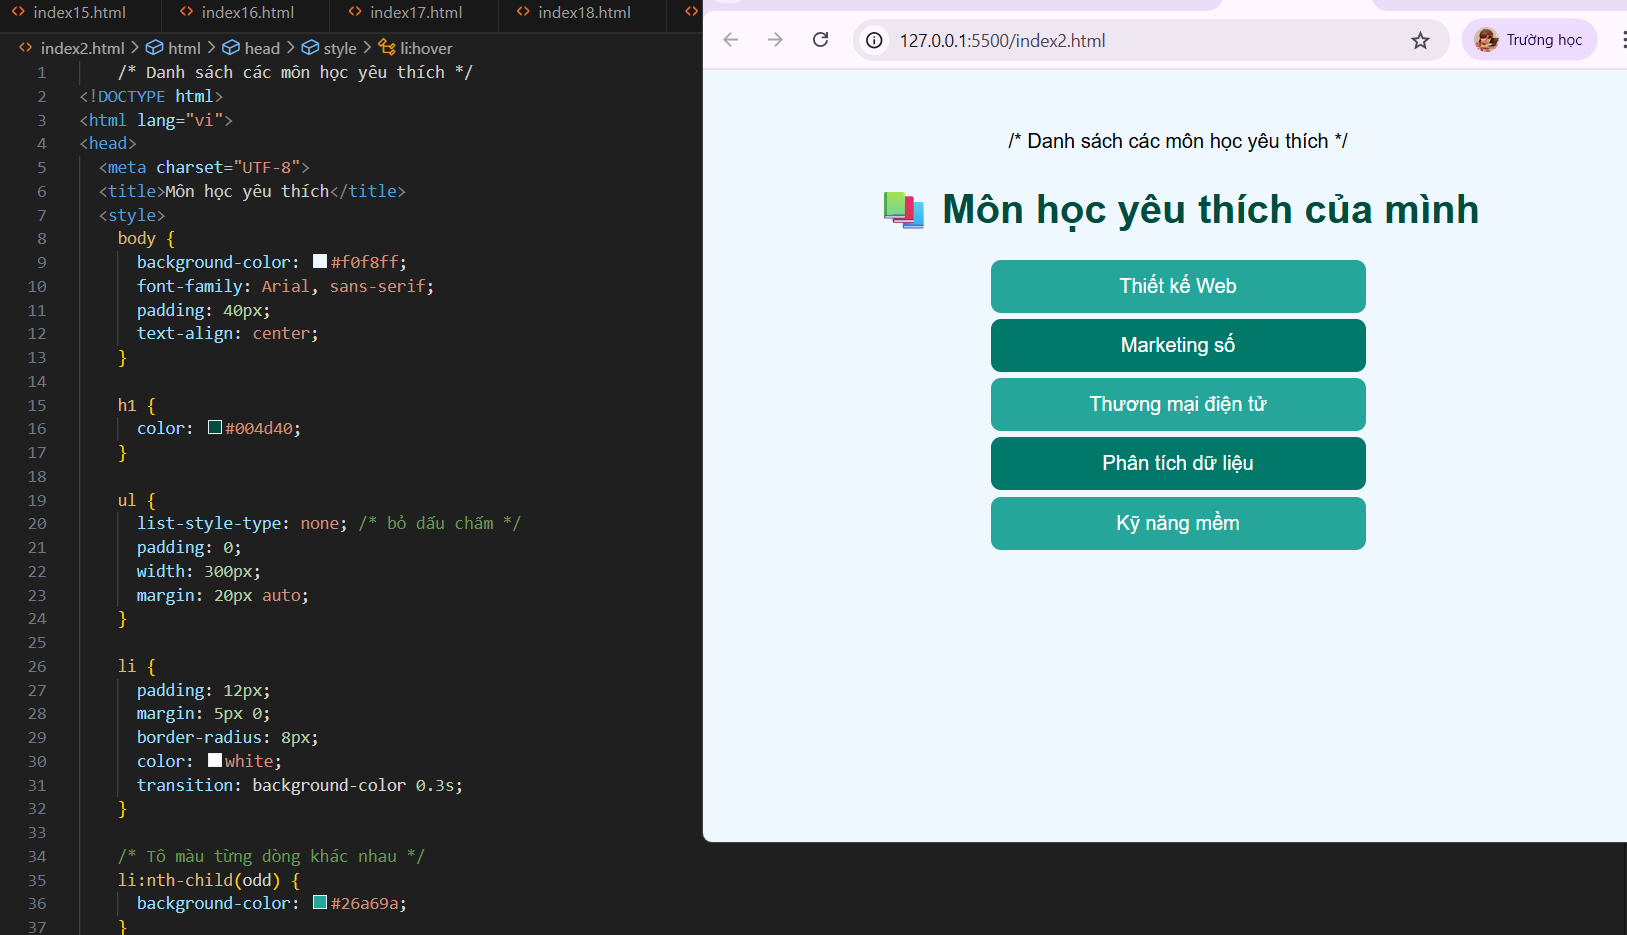 index15.html
index16.html
index17.html
index18.html
index2.html > html > head > style > li:hover
1 /* Danh sách các môn học yêu thích */
2 <!DOCTYPE html>
3 <html lang="vi">
4 <head>
5 <meta charset="UTF-8">
6 <title>Môn học yêu thích</title>
7 <style>
8 body {
9 background-color: #f0f8ff;
10 font-family: Arial, sans-serif;
11 padding: 40px;
12 text-align: center;
13 }
14
15 h1 {
16 color: #004d40;
17 }
18
19 ul {
20 list-style-type: none; /* bỏ dấu chấm */
21 padding: 0;
22 width: 300px;
23 margin: 20px auto;
24 }
25
26 li {
27 padding: 12px;
28 margin: 5px 0;
29 border-radius: 8px;
30 color: white;
31 transition: background-color 0.3s;
32 }
33
34 /* Tô màu từng dòng khác nhau */
35 li:nth-child(odd) {
36 background-color: #26a69a;
37 }
127.0.0.1:5500/index2.html
Trường học
/* Danh sách các môn học yêu thích */
📚 Môn học yêu thích của mình
Thiết kế Web
Marketing số
Thương mại điện tử
Phân tích dữ liệu
Kỹ năng mềm